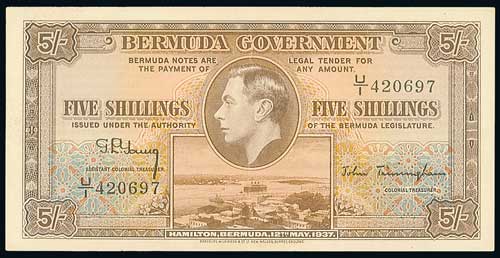 5/- BERMUDA GOVERNMENT 5/-
BERMUDA NOTES ARE LEGAL TENDER FOR
THE PAYMENT OF ANY AMOUNT.
U/1 420697
FIVE SHILLINGS FIVE SHILLINGS
ISSUED UNDER THE AUTHORITY OF THE BERMUDA LEGISLATURE.
ASSISTANT COLONIAL TREASURER
John Trimingham
COLONIAL TREASURER.
U/1 420697
5/- 5/-
HAMILTON, BERMUDA, 12TH MAY, 1937.